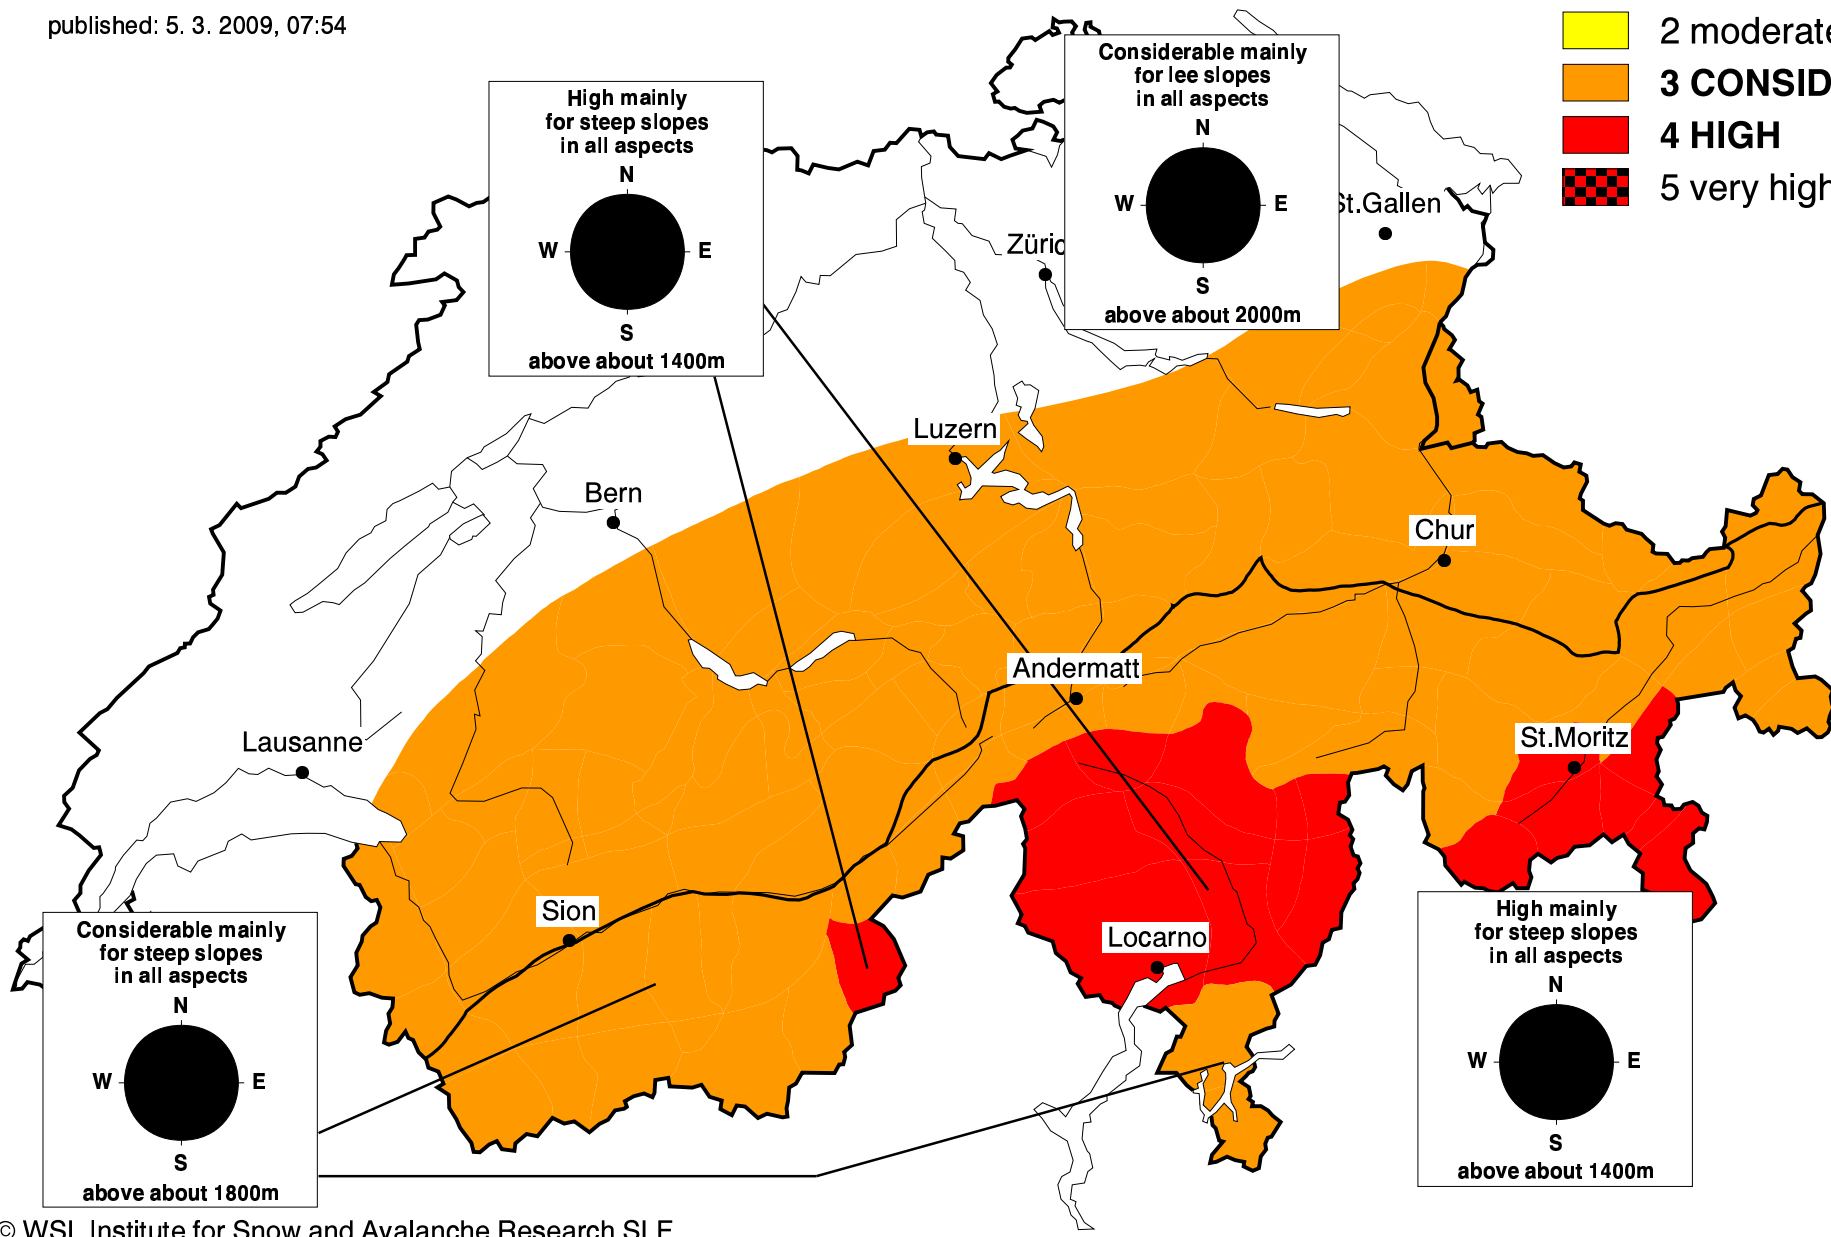 published: 5. 3. 2009, 07:54
2 moderate
3 CONSID
4 HIGH
5 very high
High mainly
for steep slopes
in all aspects
N
W
E
S
above about 1400m
Considerable mainly
for lee slopes
in all aspects
N
W
E
S
above about 2000m
St.Gallen
Züric
Luzern
Bern
Chur
Andermatt
Lausanne
St.Moritz
Sion
Locarno
Considerable mainly
for steep slopes
in all aspects
N
W
E
S
above about 1800m
High mainly
for steep slopes
in all aspects
N
W
E
S
above about 1400m
© WSL Institute for Snow and Avalanche Research SLF